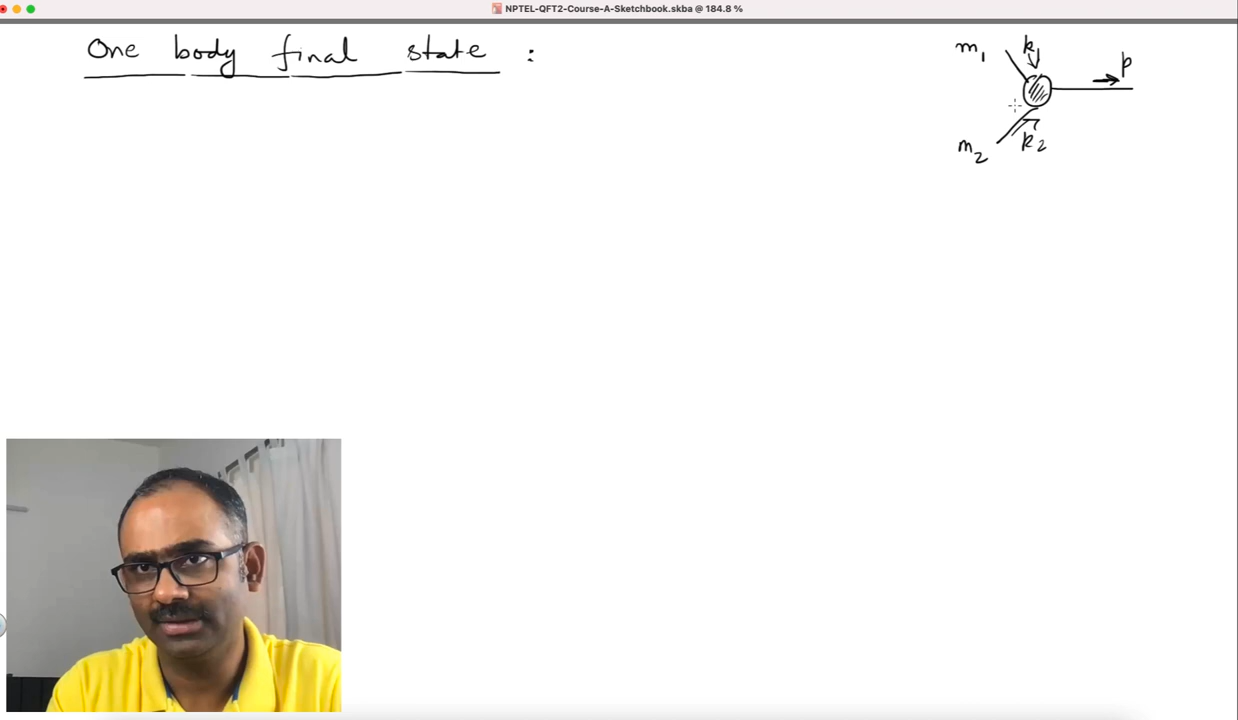 NPTEL-QFT2-Course-A-Sketchbook.skba @ 184.8 %
One body final state :
m1 k1 p
m2 k2